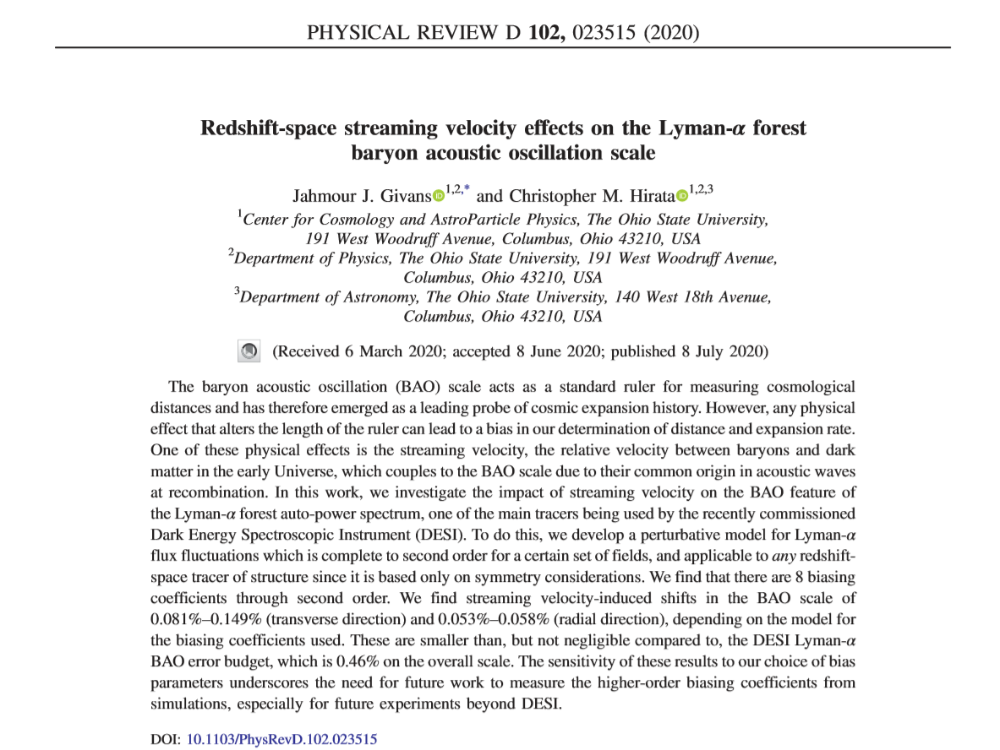 PHYSICAL REVIEW D 102, 023515 (2020)
Redshift-space streaming velocity effects on the Lyman-α forest
baryon acoustic oscillation scale
Jahmour J. Givans 1,2,* and Christopher M. Hirata 1,2,3
1Center for Cosmology and AstroParticle Physics, The Ohio State University,
191 West Woodruff Avenue, Columbus, Ohio 43210, USA
2Department of Physics, The Ohio State University, 191 West Woodruff Avenue,
Columbus, Ohio 43210, USA
3Department of Astronomy, The Ohio State University, 140 West 18th Avenue,
Columbus, Ohio 43210, USA
(Received 6 March 2020; accepted 8 June 2020; published 8 July 2020)
The baryon acoustic oscillation (BAO) scale acts as a standard ruler for measuring cosmological
distances and has therefore emerged as a leading probe of cosmic expansion history. However, any physical
effect that alters the length of the ruler can lead to a bias in our determination of distance and expansion rate.
One of these physical effects is the streaming velocity, the relative velocity between baryons and dark
matter in the early Universe, which couples to the BAO scale due to their common origin in acoustic waves
at recombination. In this work, we investigate the impact of streaming velocity on the BAO feature of
the Lyman-α forest auto-power spectrum, one of the main tracers being used by the recently commissioned
Dark Energy Spectroscopic Instrument (DESI). To do this, we develop a perturbative model for Lyman-α
flux fluctuations which is complete to second order for a certain set of fields, and applicable to any redshift-
space tracer of structure since it is based only on symmetry considerations. We find that there are 8 biasing
coefficients through second order. We find streaming velocity-induced shifts in the BAO scale of
0.081%–0.149% (transverse direction) and 0.053%–0.058% (radial direction), depending on the model for
the biasing coefficients used. These are smaller than, but not negligible compared to, the DESI Lyman-α
BAO error budget, which is 0.46% on the overall scale. The sensitivity of these results to our choice of bias
parameters underscores the need for future work to measure the higher-order biasing coefficients from
simulations, especially for future experiments beyond DESI.
DOI: 10.1103/PhysRevD.102.023515